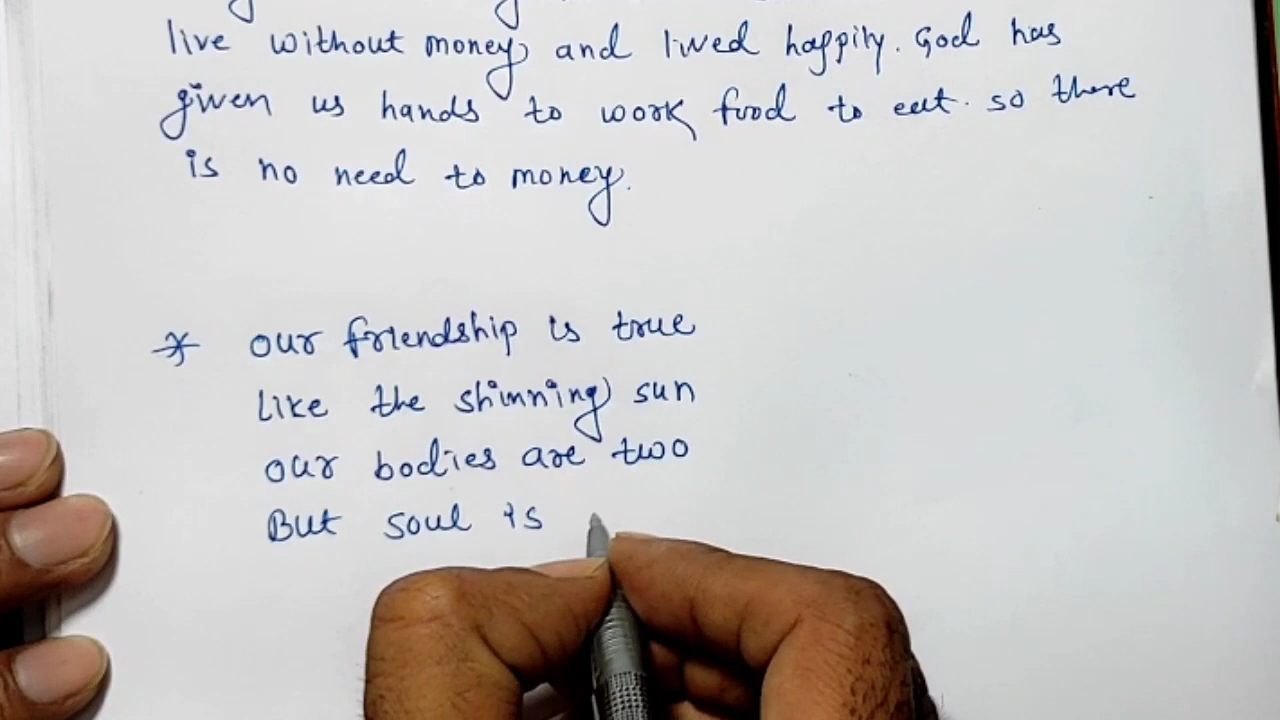 live without money and lived happily. God has
given us hands to work food to eat. so there
is no need to money.
* our friendship is true
Like the shinning sun
our bodies are two
But soul is